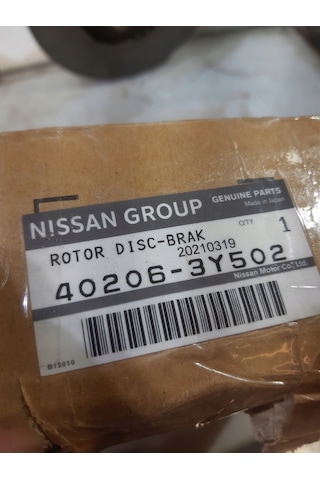 NISSAN GROUP
GENUINE PARTS
Made in Japan
ROTOR DISC-BRAK
QTY
1
20210319
40206-3Y502
Nissan Motor Co., Ltd.
B12010